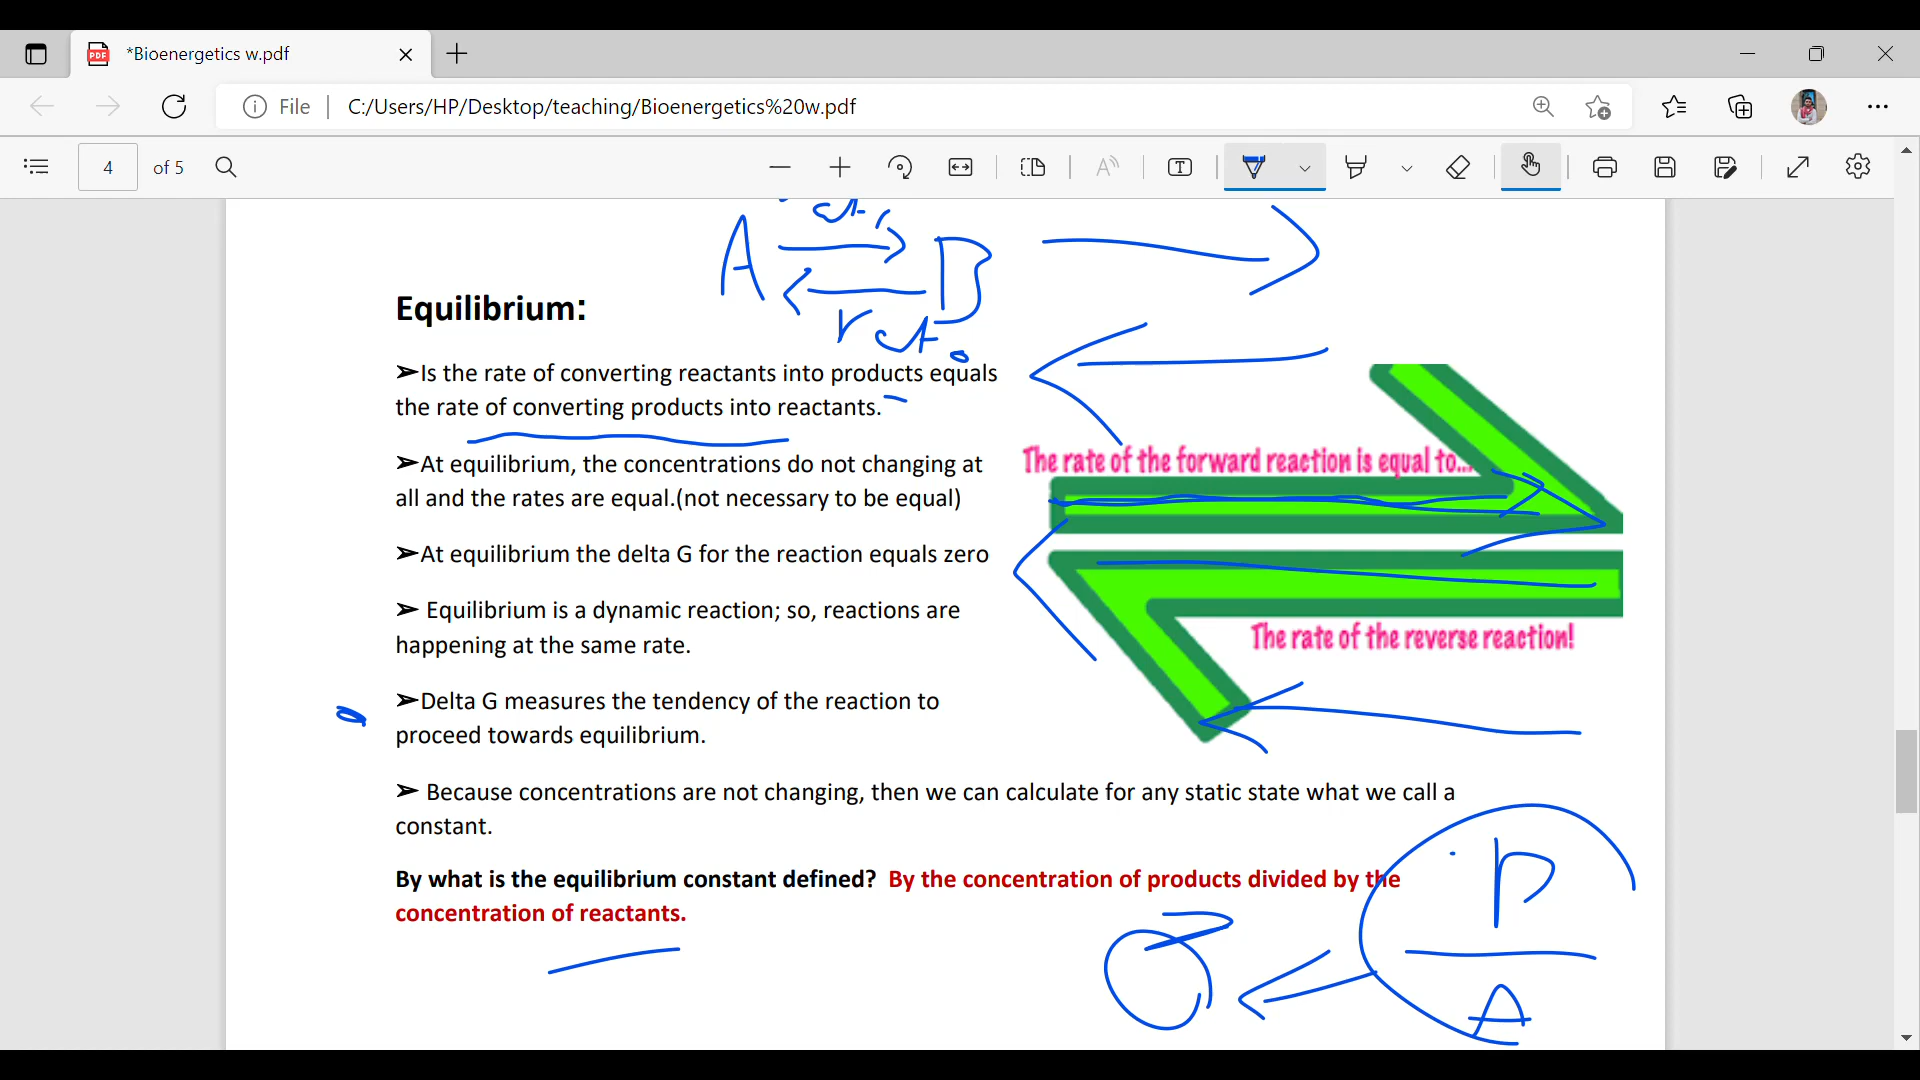 *Bioenergetics w.pdf
File
C:/Users/HP/Desktop/teaching/Bioenergetics%20w.pdf
4 of 5
A
B
Equilibrium:
➢Is the rate of converting reactants into products equals
the rate of converting products into reactants.
➢At equilibrium, the concentrations do not changing at
all and the rates are equal.(not necessary to be equal)
The rate of the forward reaction is equal to...
➢At equilibrium the delta G for the reaction equals zero
➢ Equilibrium is a dynamic reaction; so, reactions are
happening at the same rate.
The rate of the reverse reaction!
➢Delta G measures the tendency of the reaction to
proceed towards equilibrium.
➢ Because concentrations are not changing, then we can calculate for any static state what we call a
constant.
By what is the equilibrium constant defined? By the concentration of products divided by the
concentration of reactants.
P
A